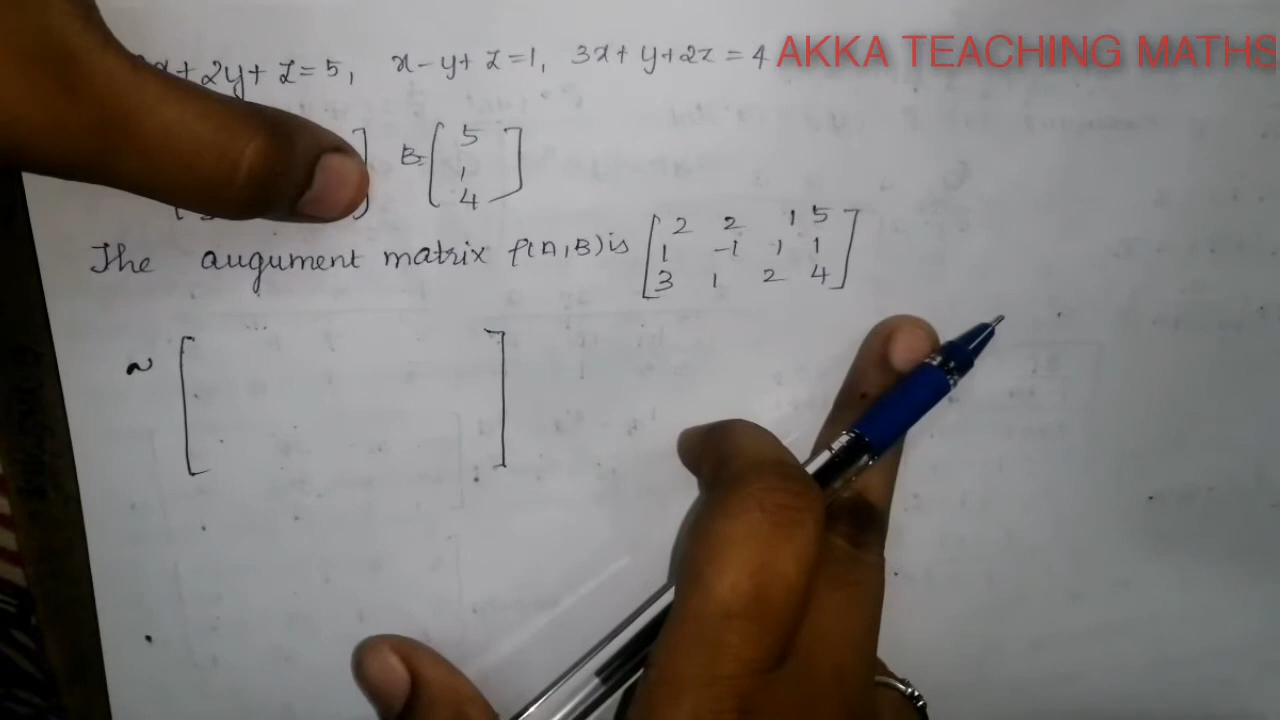 x + 2y + z = 5, x - y + z = 1, 3x + y + 2z = 4 AKKA TEACHING MATHS
B = [ 5
1
4 ]
The augument matrix ρ(A,B) is [ 2 2 1 5
1 -1 1 1
3 1 2 4 ]
~ [ ]